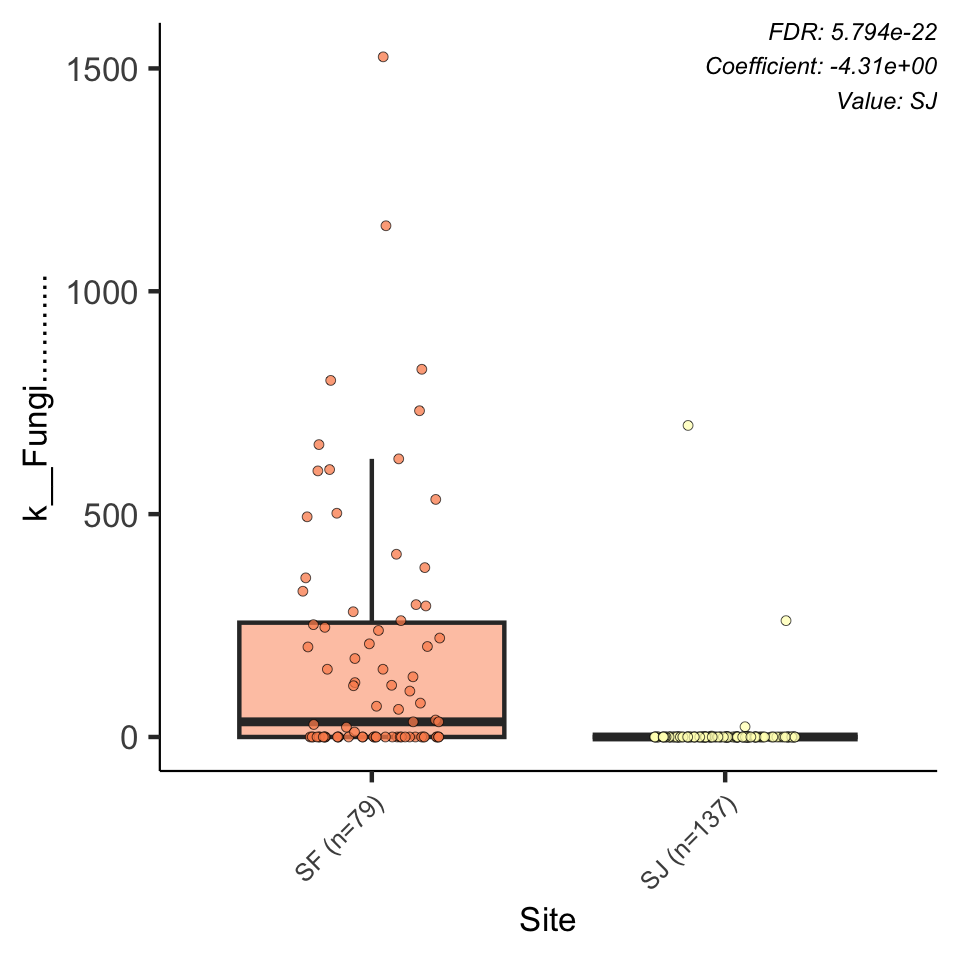 FDR: 5.794e-22
Coefficient: -4.31e+00
Value: SJ
1500
1000
500
0
k__Fungi............
SF (n=79)
SJ (n=137)
Site